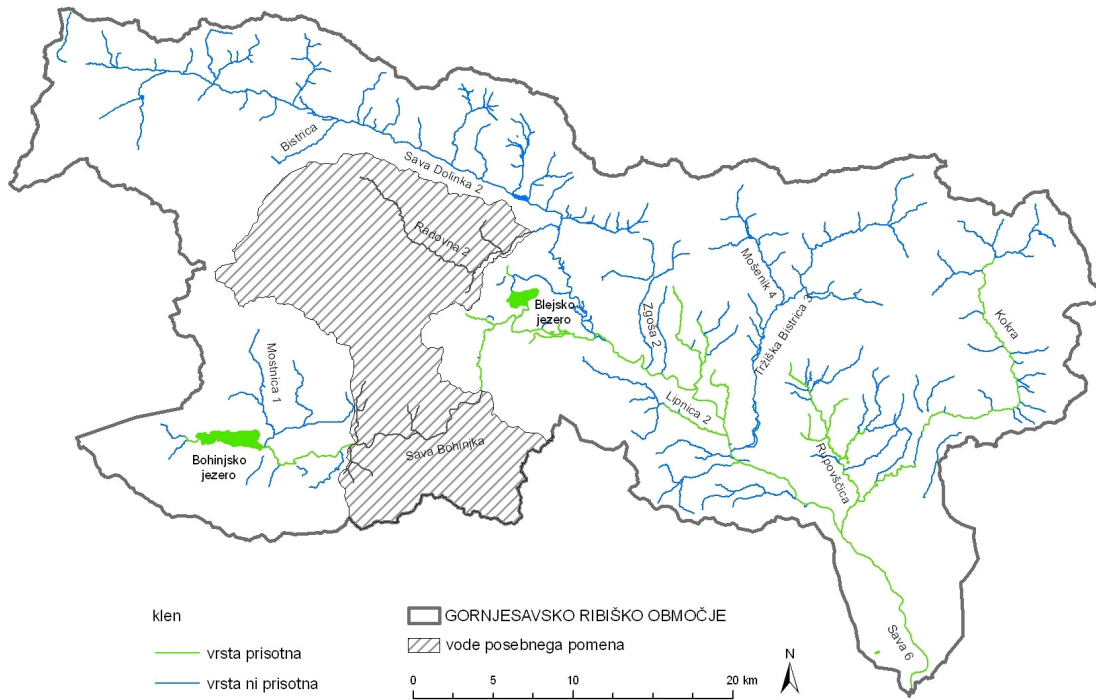 Bistrica
Sava Dolinka 2
Radovna 2
Mošenik 4
Tržiška Bistrica 3
Zgoša 2
Blejsko
jezero
Kokra
Mostnica 1
Lipnica 2
Bohinjsko
jezero
Sava Bohinjka
Rupovščica
Sava 6
klen
vrsta prisotna
vrsta ni prisotna
GORNJESAVSKO RIBIŠKO OBMOČJE
vode posebnega pomena
N
0 5 10 20 km